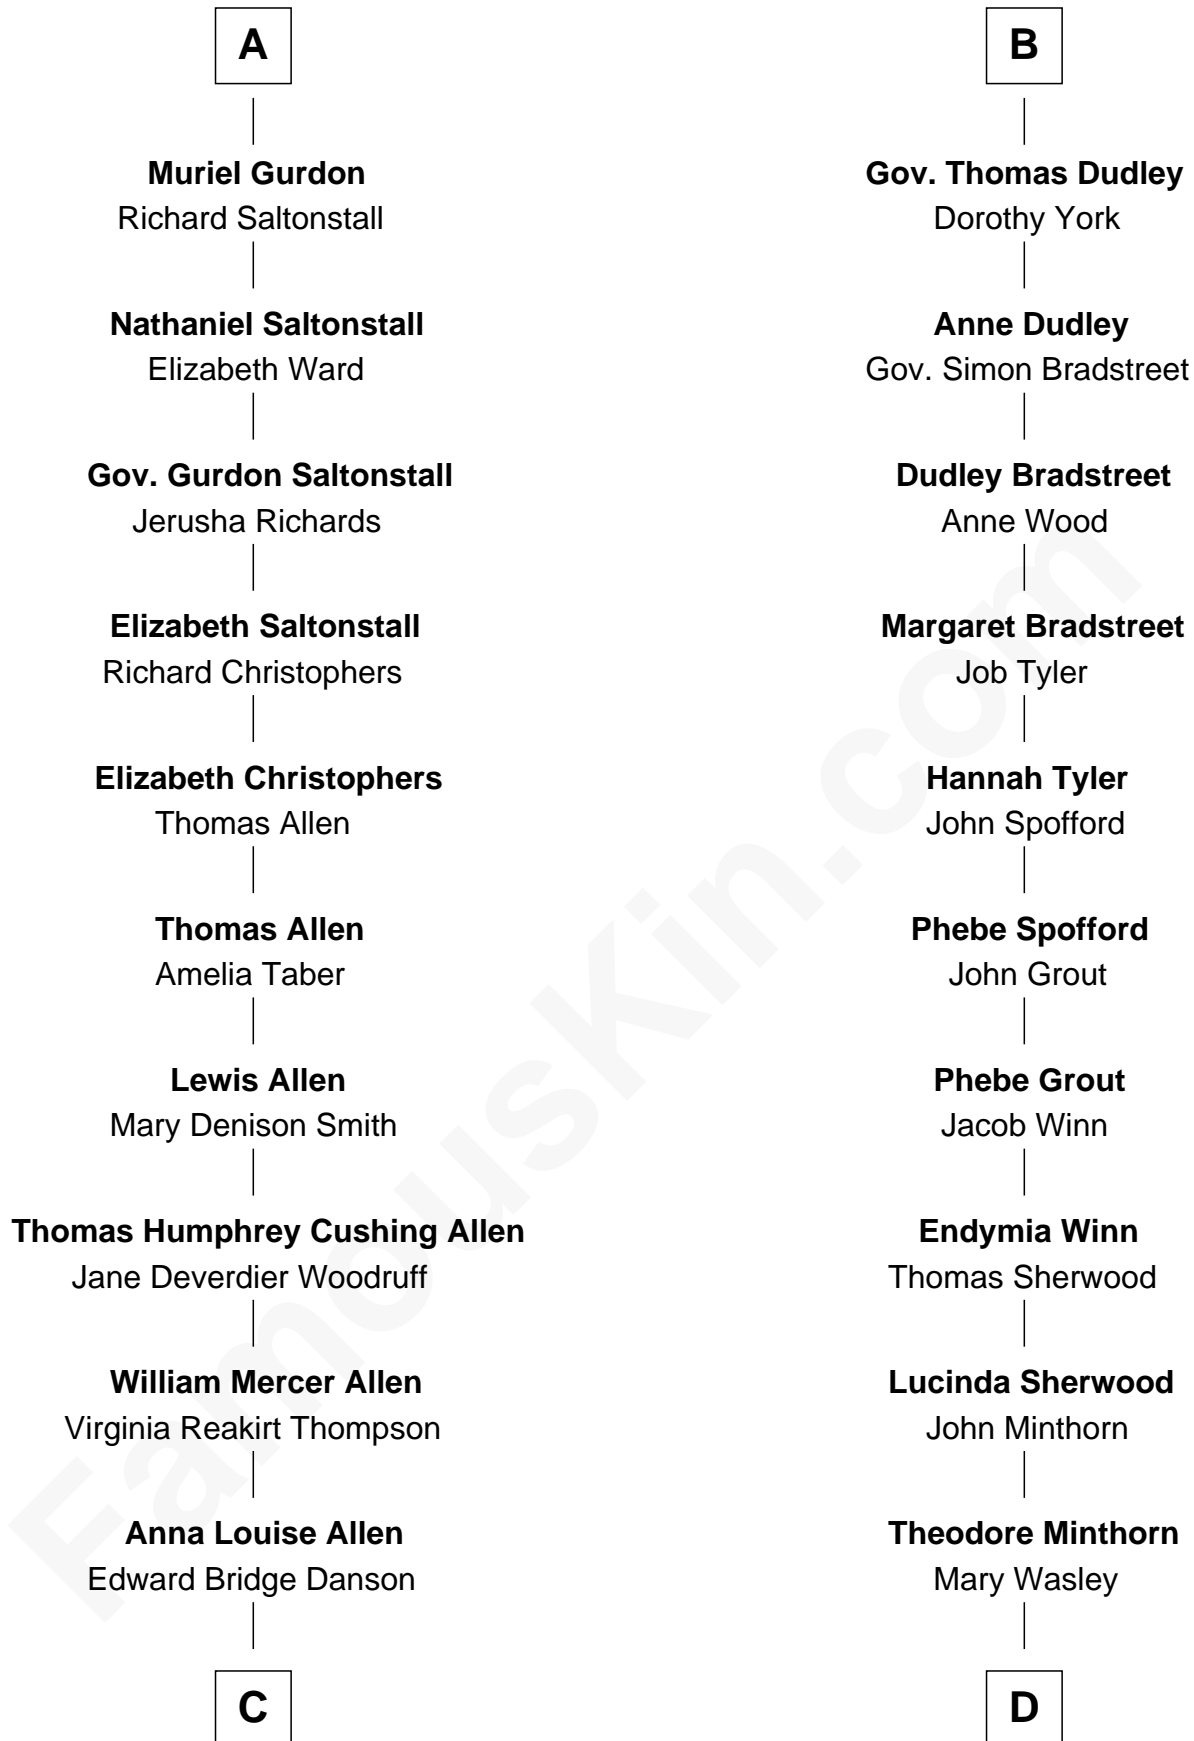 A
Muriel Gurdon
Richard Saltonstall
Nathaniel Saltonstall
Elizabeth Ward
Gov. Gurdon Saltonstall
Jerusha Richards
Elizabeth Saltonstall
Richard Christophers
Elizabeth Christophers
Thomas Allen
Thomas Allen
Amelia Taber
Lewis Allen
Mary Denison Smith
Thomas Humphrey Cushing Allen
Jane Deverdier Woodruff
William Mercer Allen
Virginia Reakirt Thompson
Anna Louise Allen
Edward Bridge Danson
C
B
Gov. Thomas Dudley
Dorothy York
Anne Dudley
Gov. Simon Bradstreet
Dudley Bradstreet
Anne Wood
Margaret Bradstreet
Job Tyler
Hannah Tyler
John Spofford
Phebe Spofford
John Grout
Phebe Grout
Jacob Winn
Endymia Winn
Thomas Sherwood
Lucinda Sherwood
John Minthorn
Theodore Minthorn
Mary Wasley
D
FamousKin.com